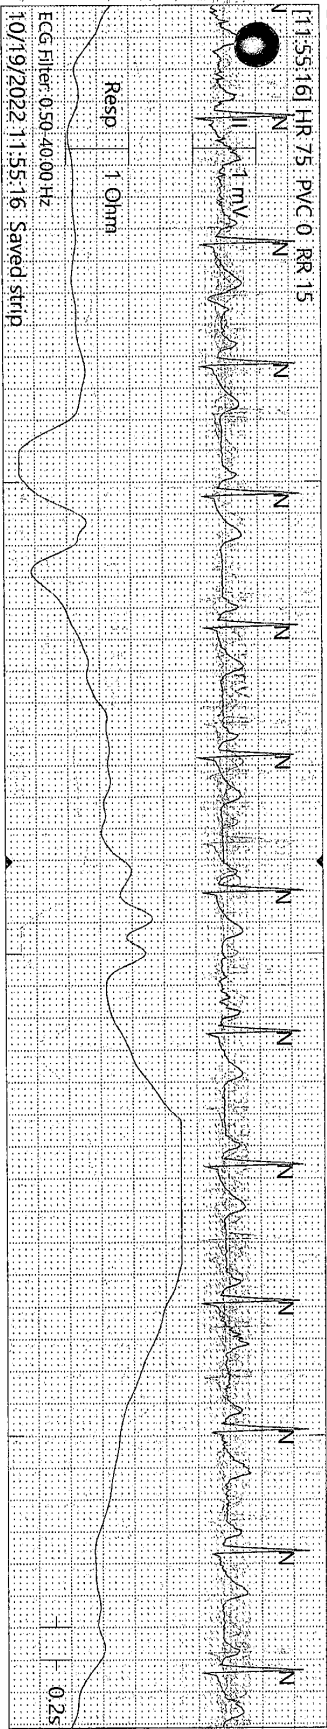 [11:55:16] HR 75 PVC 0 RR 15
N N N N N N N N N N N N N N
II 1 mV
Resp 1 Ohm
0.2s
ECG Filter: 0.50-40.00 Hz
10/19/2022 11:55:16 Saved strip